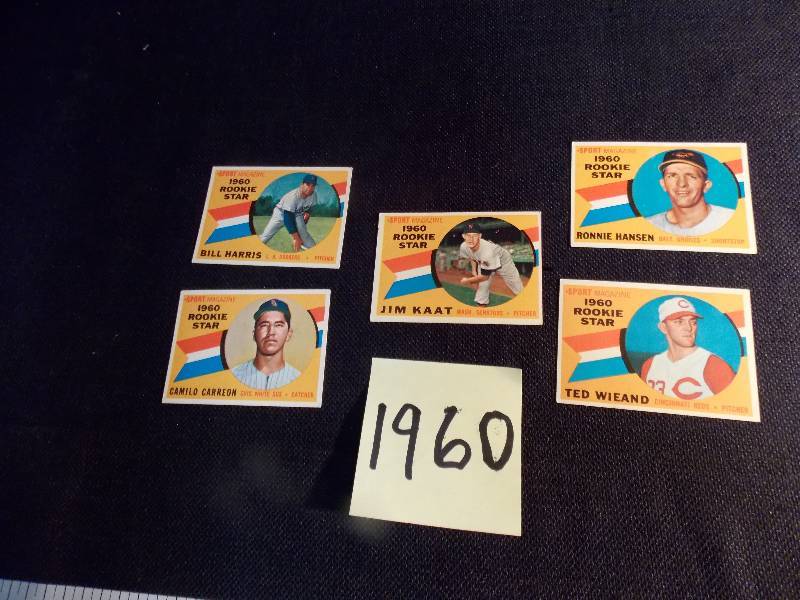 SPORT MAGAZINE
1960
ROOKIE
STAR
BILL HARRIS L. A. DODGERS • PITCHER
SPORT MAGAZINE
1960
ROOKIE
STAR
CAMILO CARREON CHIC. WHITE SOX • CATCHER
SPORT MAGAZINE
1960
ROOKIE
STAR
JIM KAAT WASH. SENATORS • PITCHER
SPORT MAGAZINE
1960
ROOKIE
STAR
RONNIE HANSEN BALT. ORIOLES • SHORTSTOP
SPORT MAGAZINE
1960
ROOKIE
STAR
23 C
TED WIEAND CINCINNATI REDS • PITCHER
1960